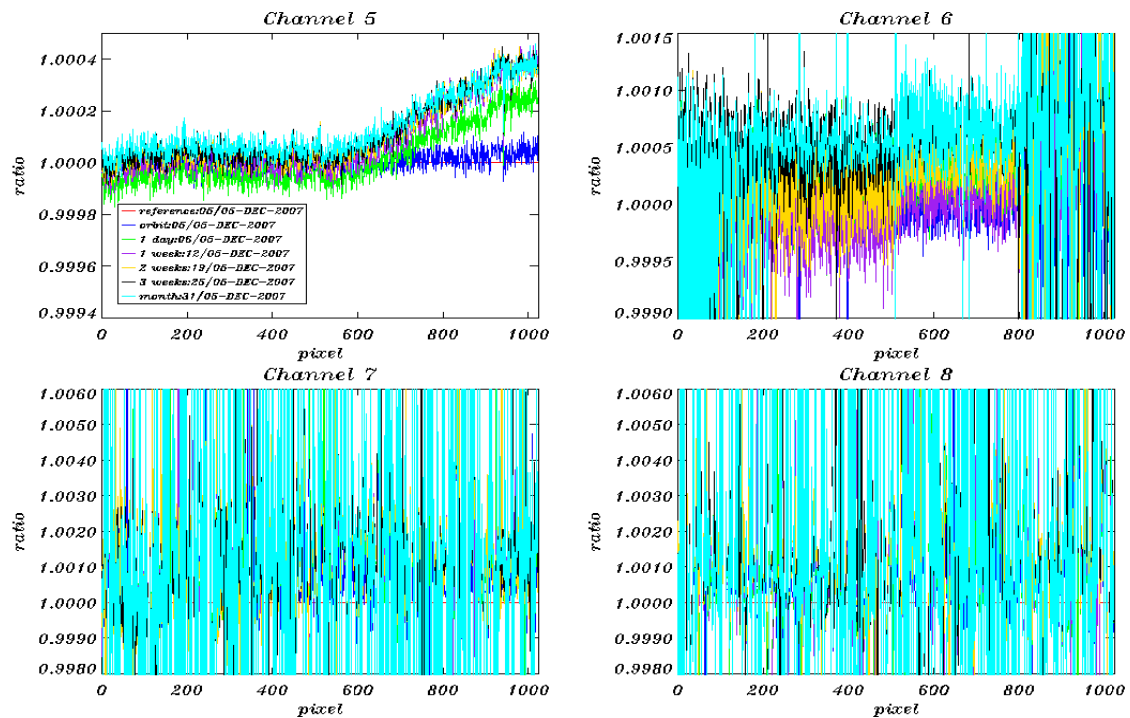 Channel 5
ratio
1.0004
1.0002
1.0000
0.9998
0.9996
0.9994
reference:05/05-DEC-2007
orbit:05/05-DEC-2007
1 day:06/05-DEC-2007
1 week:12/05-DEC-2007
2 weeks:19/05-DEC-2007
3 weeks:25/05-DEC-2007
month:31/05-DEC-2007
0 200 400 600 800 1000
pixel
Channel 6
ratio
1.0015
1.0010
1.0005
1.0000
0.9995
0.9990
0 200 400 600 800 1000
pixel
Channel 7
ratio
1.0060
1.0050
1.0040
1.0030
1.0020
1.0010
1.0000
0.9990
0.9980
0 200 400 600 800 1000
pixel
Channel 8
ratio
1.0060
1.0050
1.0040
1.0030
1.0020
1.0010
1.0000
0.9990
0.9980
0 200 400 600 800 1000
pixel